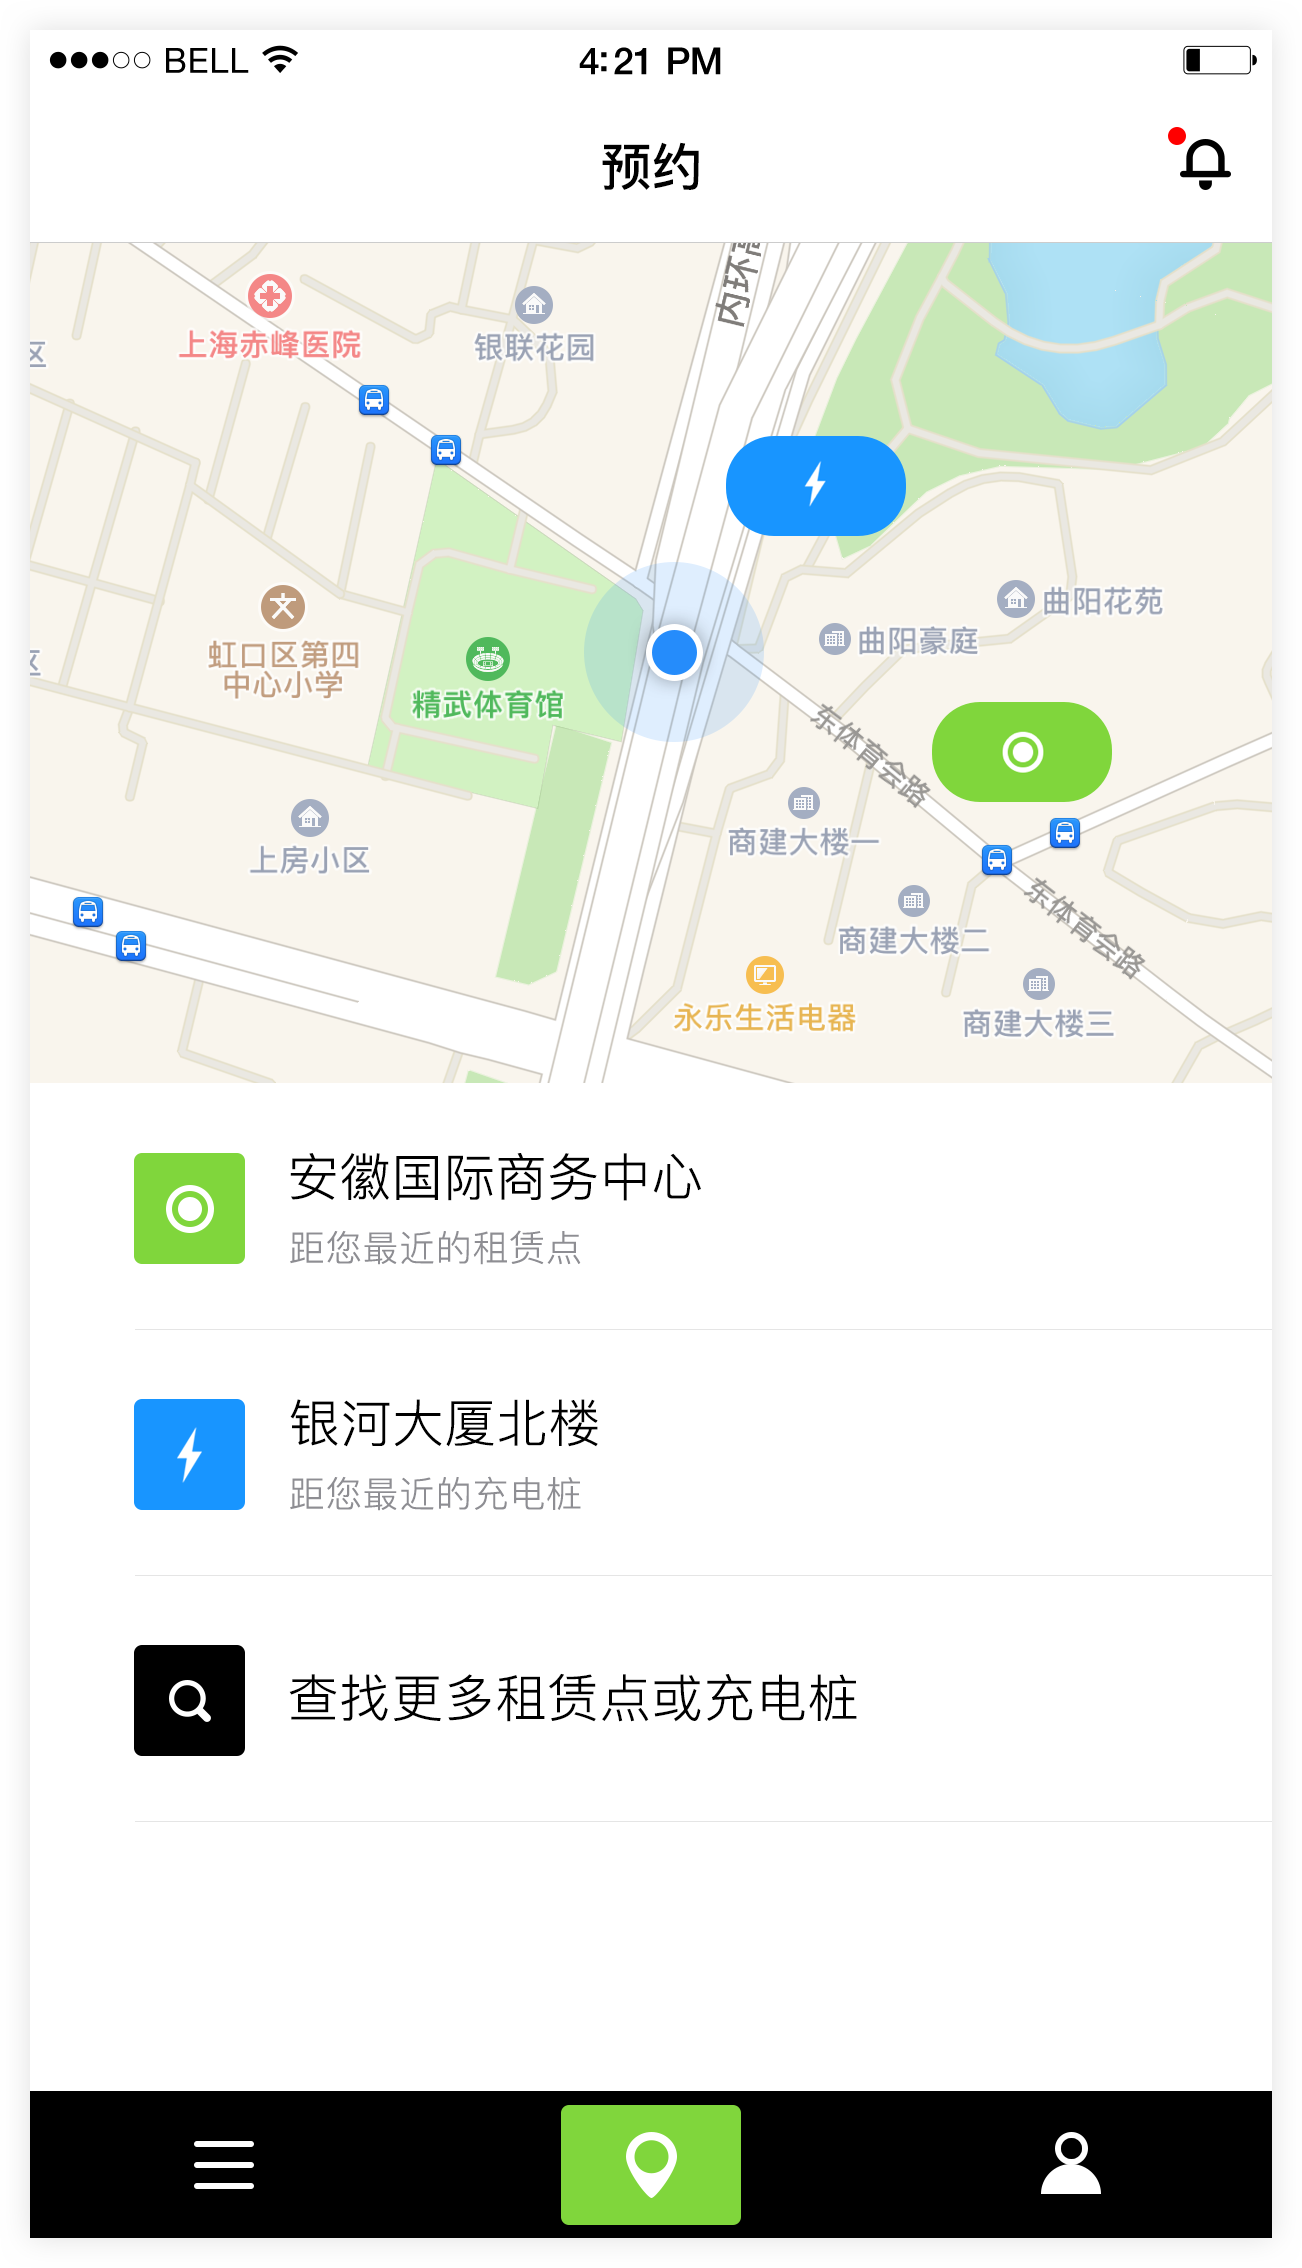 BELL
4:21 PM
预约
内环高
上海赤峰医院
银联花园
区
曲阳花苑
曲阳豪庭
虹口区第四
中心小学
区
精武体育馆
东体育会路
商建大楼一
上房小区
东体育会路
商建大楼二
永乐生活电器
商建大楼三
安徽国际商务中心
距您最近的租赁点
银河大厦北楼
距您最近的充电桩
查找更多租赁点或充电桩